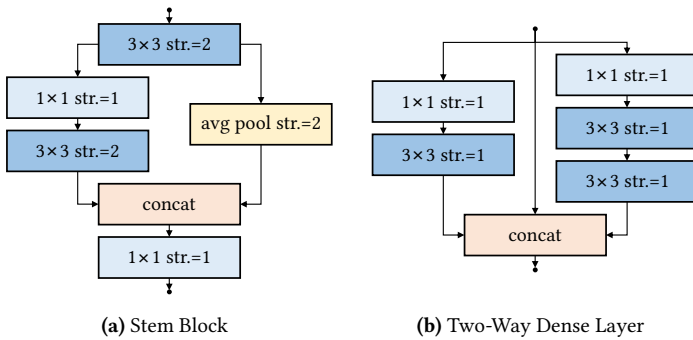 3×3 str.=2
1×1 str.=1
avg pool str.=2
3×3 str.=2
concat
1×1 str.=1
(a) Stem Block
1×1 str.=1
1×1 str.=1
3×3 str.=1
3×3 str.=1
3×3 str.=1
concat
(b) Two-Way Dense Layer